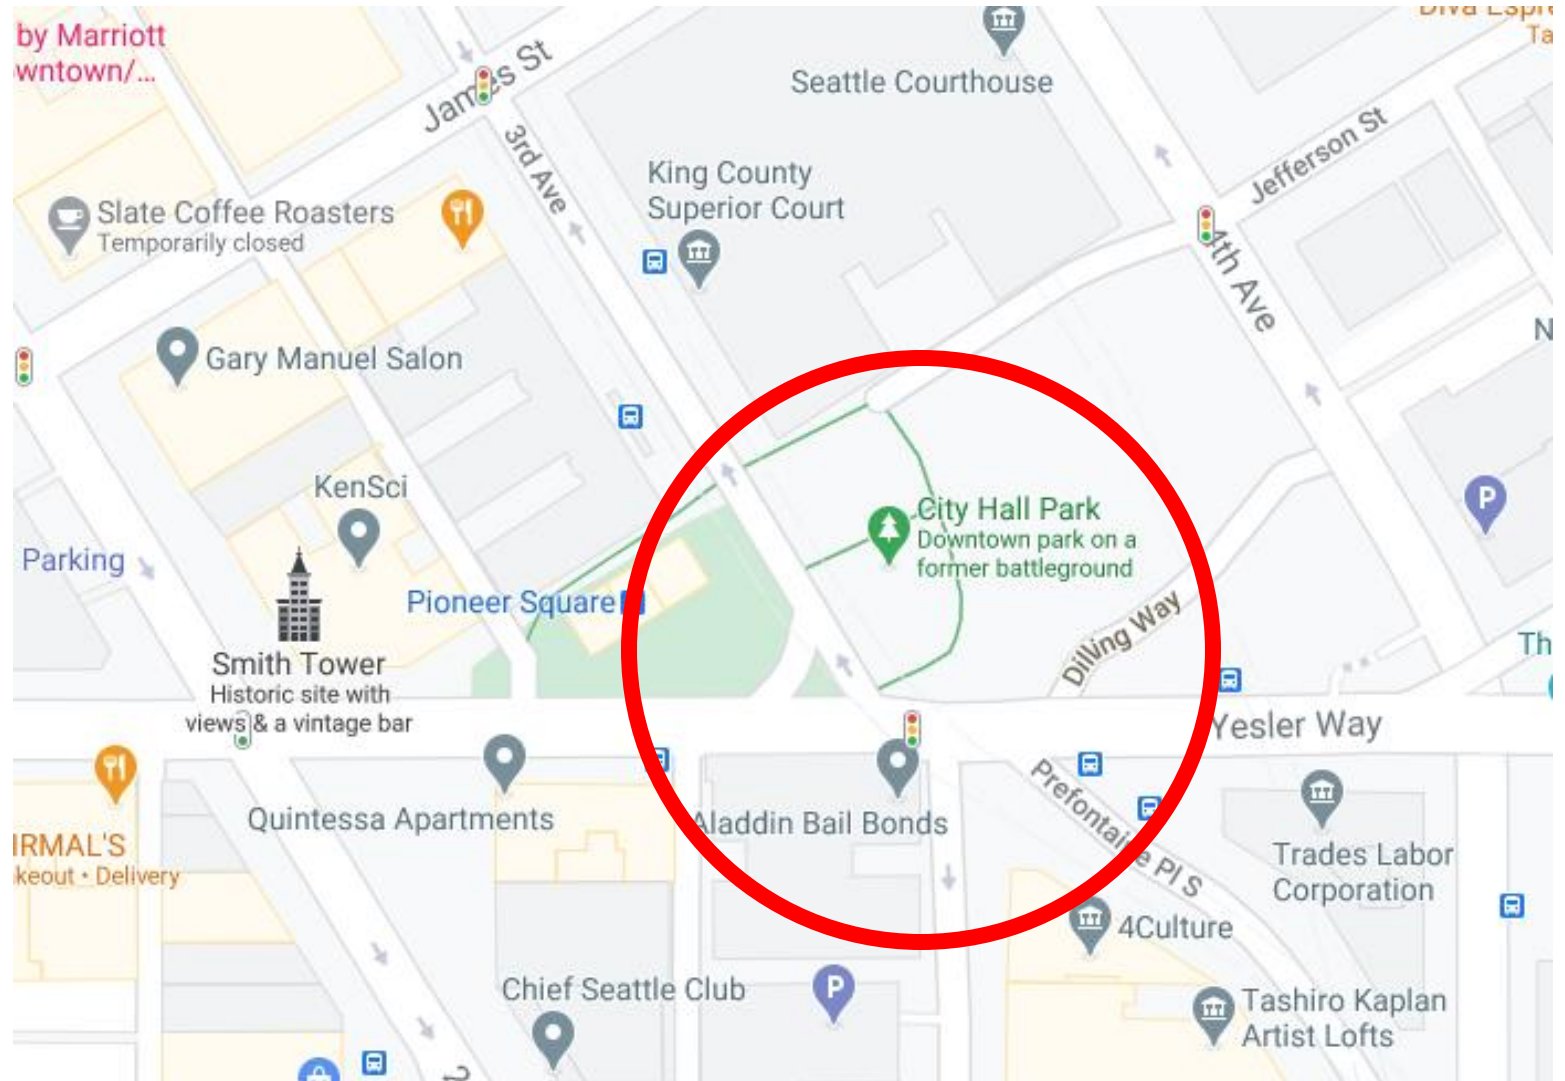 by Marriott
wntown/...
James St
Seattle Courthouse
3rd Ave
King County
Superior Court
Jefferson St
4th Ave
Slate Coffee Roasters
Temporarily closed
Gary Manuel Salon
KenSci
Parking
City Hall Park
Downtown park on a
former battleground
P
Pioneer Square
Dilling Way
Th
Smith Tower
Historic site with
views & a vintage bar
Yesler Way
Quintessa Apartments
Aladdin Bail Bonds
Prefontaine Pl S
IRMAL'S
keout • Delivery
Trades Labor
Corporation
4Culture
Chief Seattle Club
P
Tashiro Kaplan
Artist Lofts